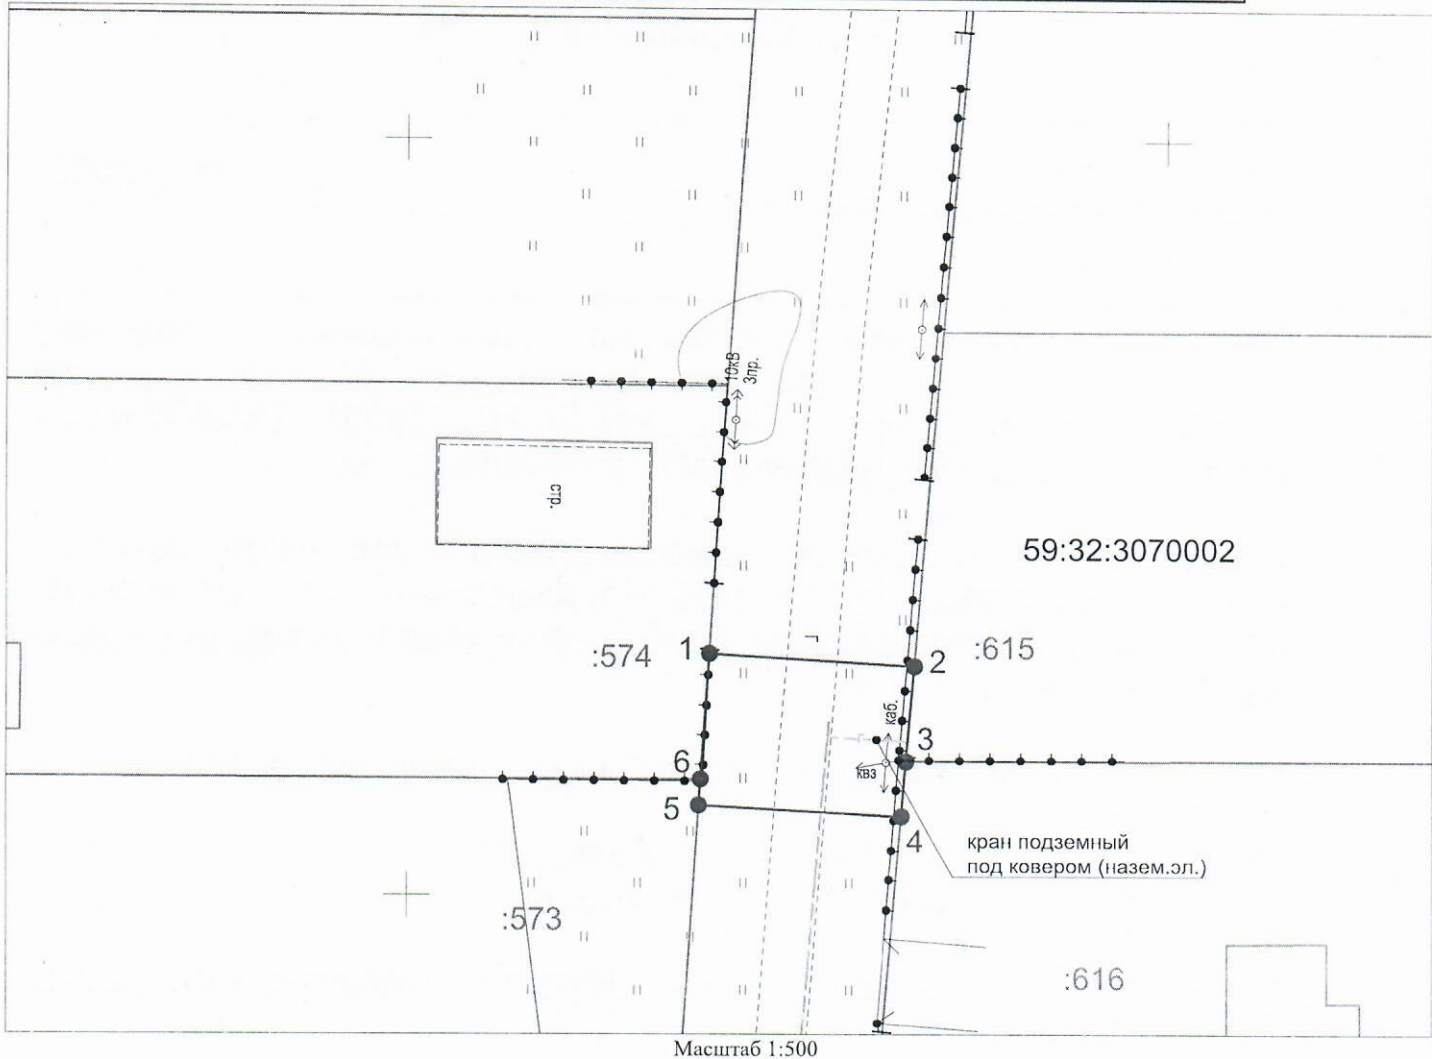 10кВ
3пр.
стр.
59:32:3070002
:574
1
Г
2
:615
каб.
3
6
кв3
5
4
кран подземный
под ковером (назем.эл.)
:573
:616
Масштаб 1:500